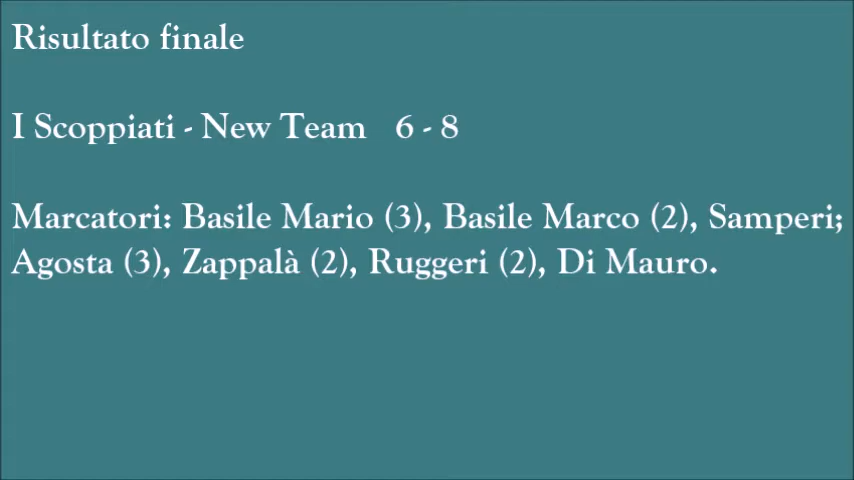 Risultato finale
I Scoppiati - New Team 6 - 8
Marcatori: Basile Mario (3), Basile Marco (2), Samperi;
Agosta (3), Zappalà (2), Ruggeri (2), Di Mauro.